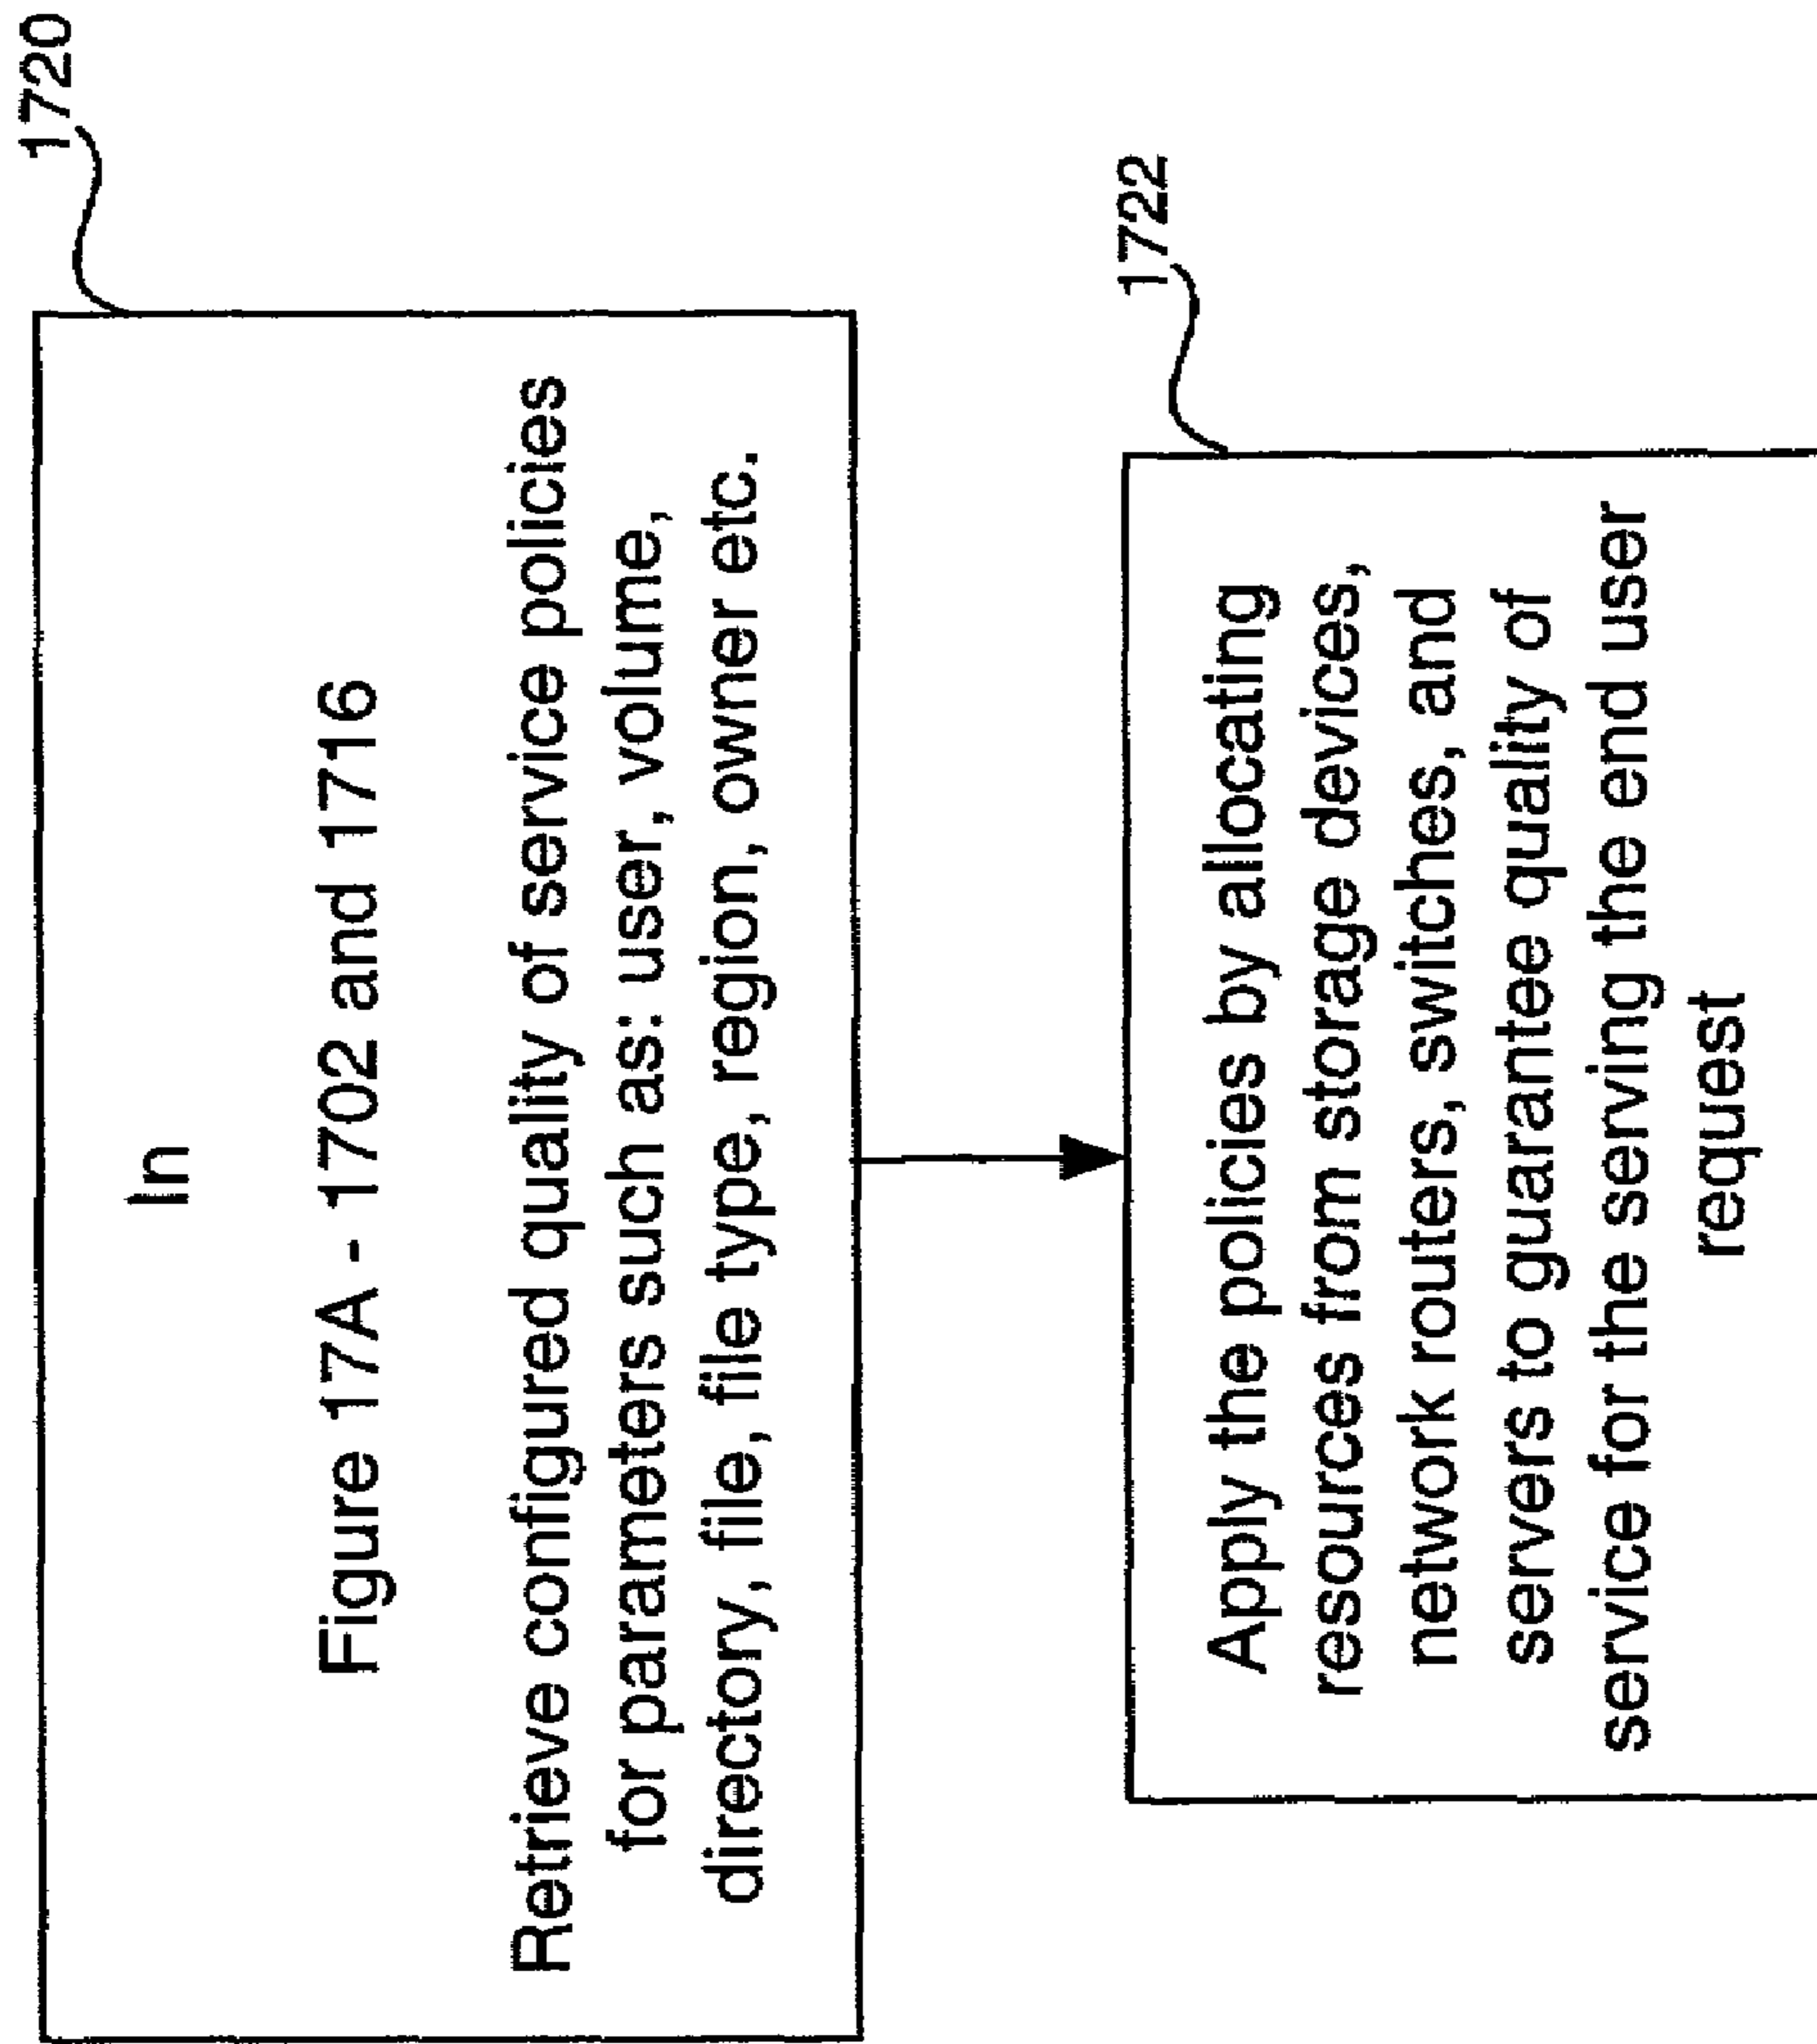 1720
In
Figure 17A - 1702 and 1716
Retrieve configured quality of service policies
for parameters such as: user, volume,
directory, file, file type, region, owner etc.
1722
Apply the policies by allocating
resources from storage devices,
network routers, switches, and
servers to guarantee quality of
service for the serving the end user
request